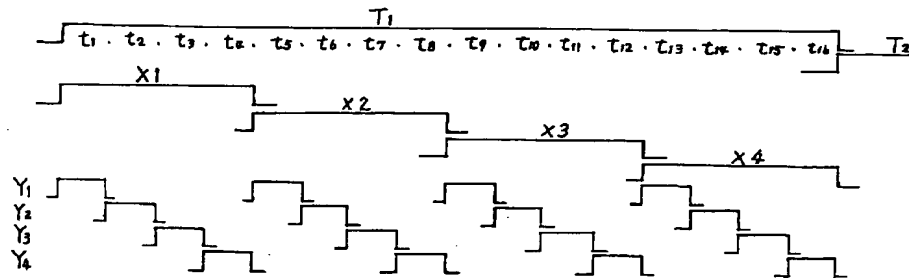 T1
t1 . t2 . t3 . t4 . t5 . t6 . t7 . t8 . t9 . t10 . t11 . t12 . t13 . t14 . t15 . t16
T2
X1
X2
X3
X4
Y1
Y2
Y3
Y4